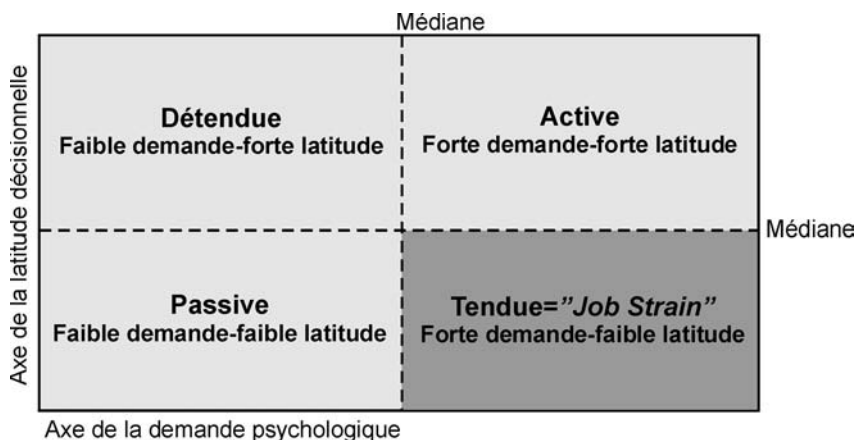 Médiane
Axe de la latitude décisionnelle
Détendue
Faible demande-forte latitude
Active
Forte demande-forte latitude
Médiane
Passive
Faible demande-faible latitude
Tendue=”Job Strain”
Forte demande-faible latitude
Axe de la demande psychologique